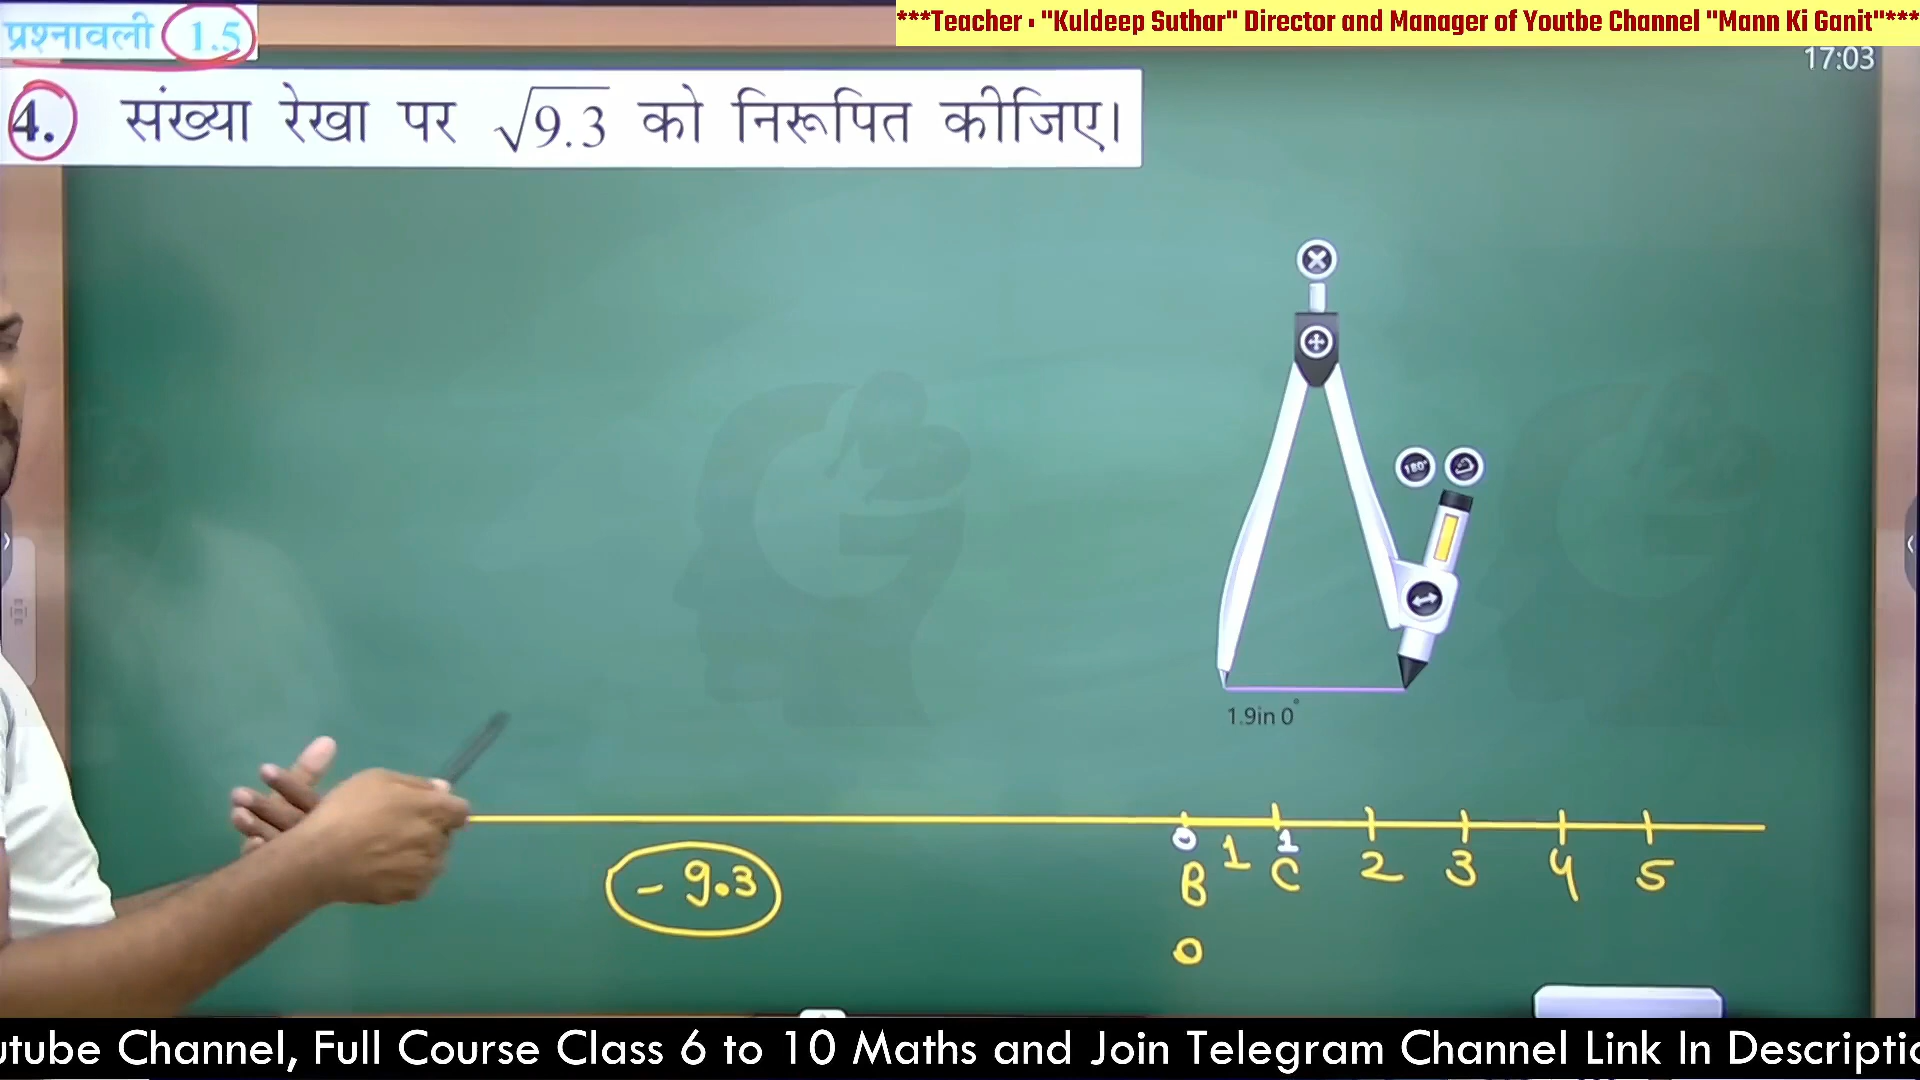 ***Teacher : "Kuldeep Suthar" Director and Manager of Youtbe Channel "Mann Ki Ganit"***
प्रश्नावली 1.5
17:03
4. संख्या रेखा पर √9.3 को निरूपित कीजिए।
180°
1.9in 0°
0 1
B 1 C 2 3 4 5
- 9.3
0
utube Channel, Full Course Class 6 to 10 Maths and Join Telegram Channel Link In Descriptio